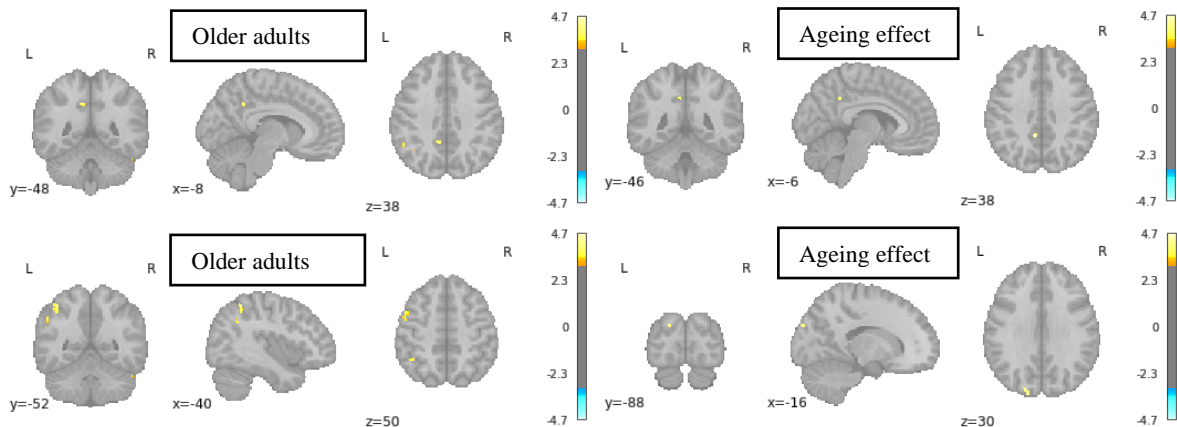 Older adults
L
R
L
R
4.7
2.3
0
-2.3
-4.7
y=-48
x=-8
z=38
Ageing effect
L
R
L
R
4.7
2.3
0
-2.3
-4.7
y=-46
x=-6
z=38
Older adults
L
R
L
R
4.7
2.3
0
-2.3
-4.7
y=-52
x=-40
z=50
Ageing effect
L
R
L
R
4.7
2.3
0
-2.3
-4.7
y=-88
x=-16
z=30